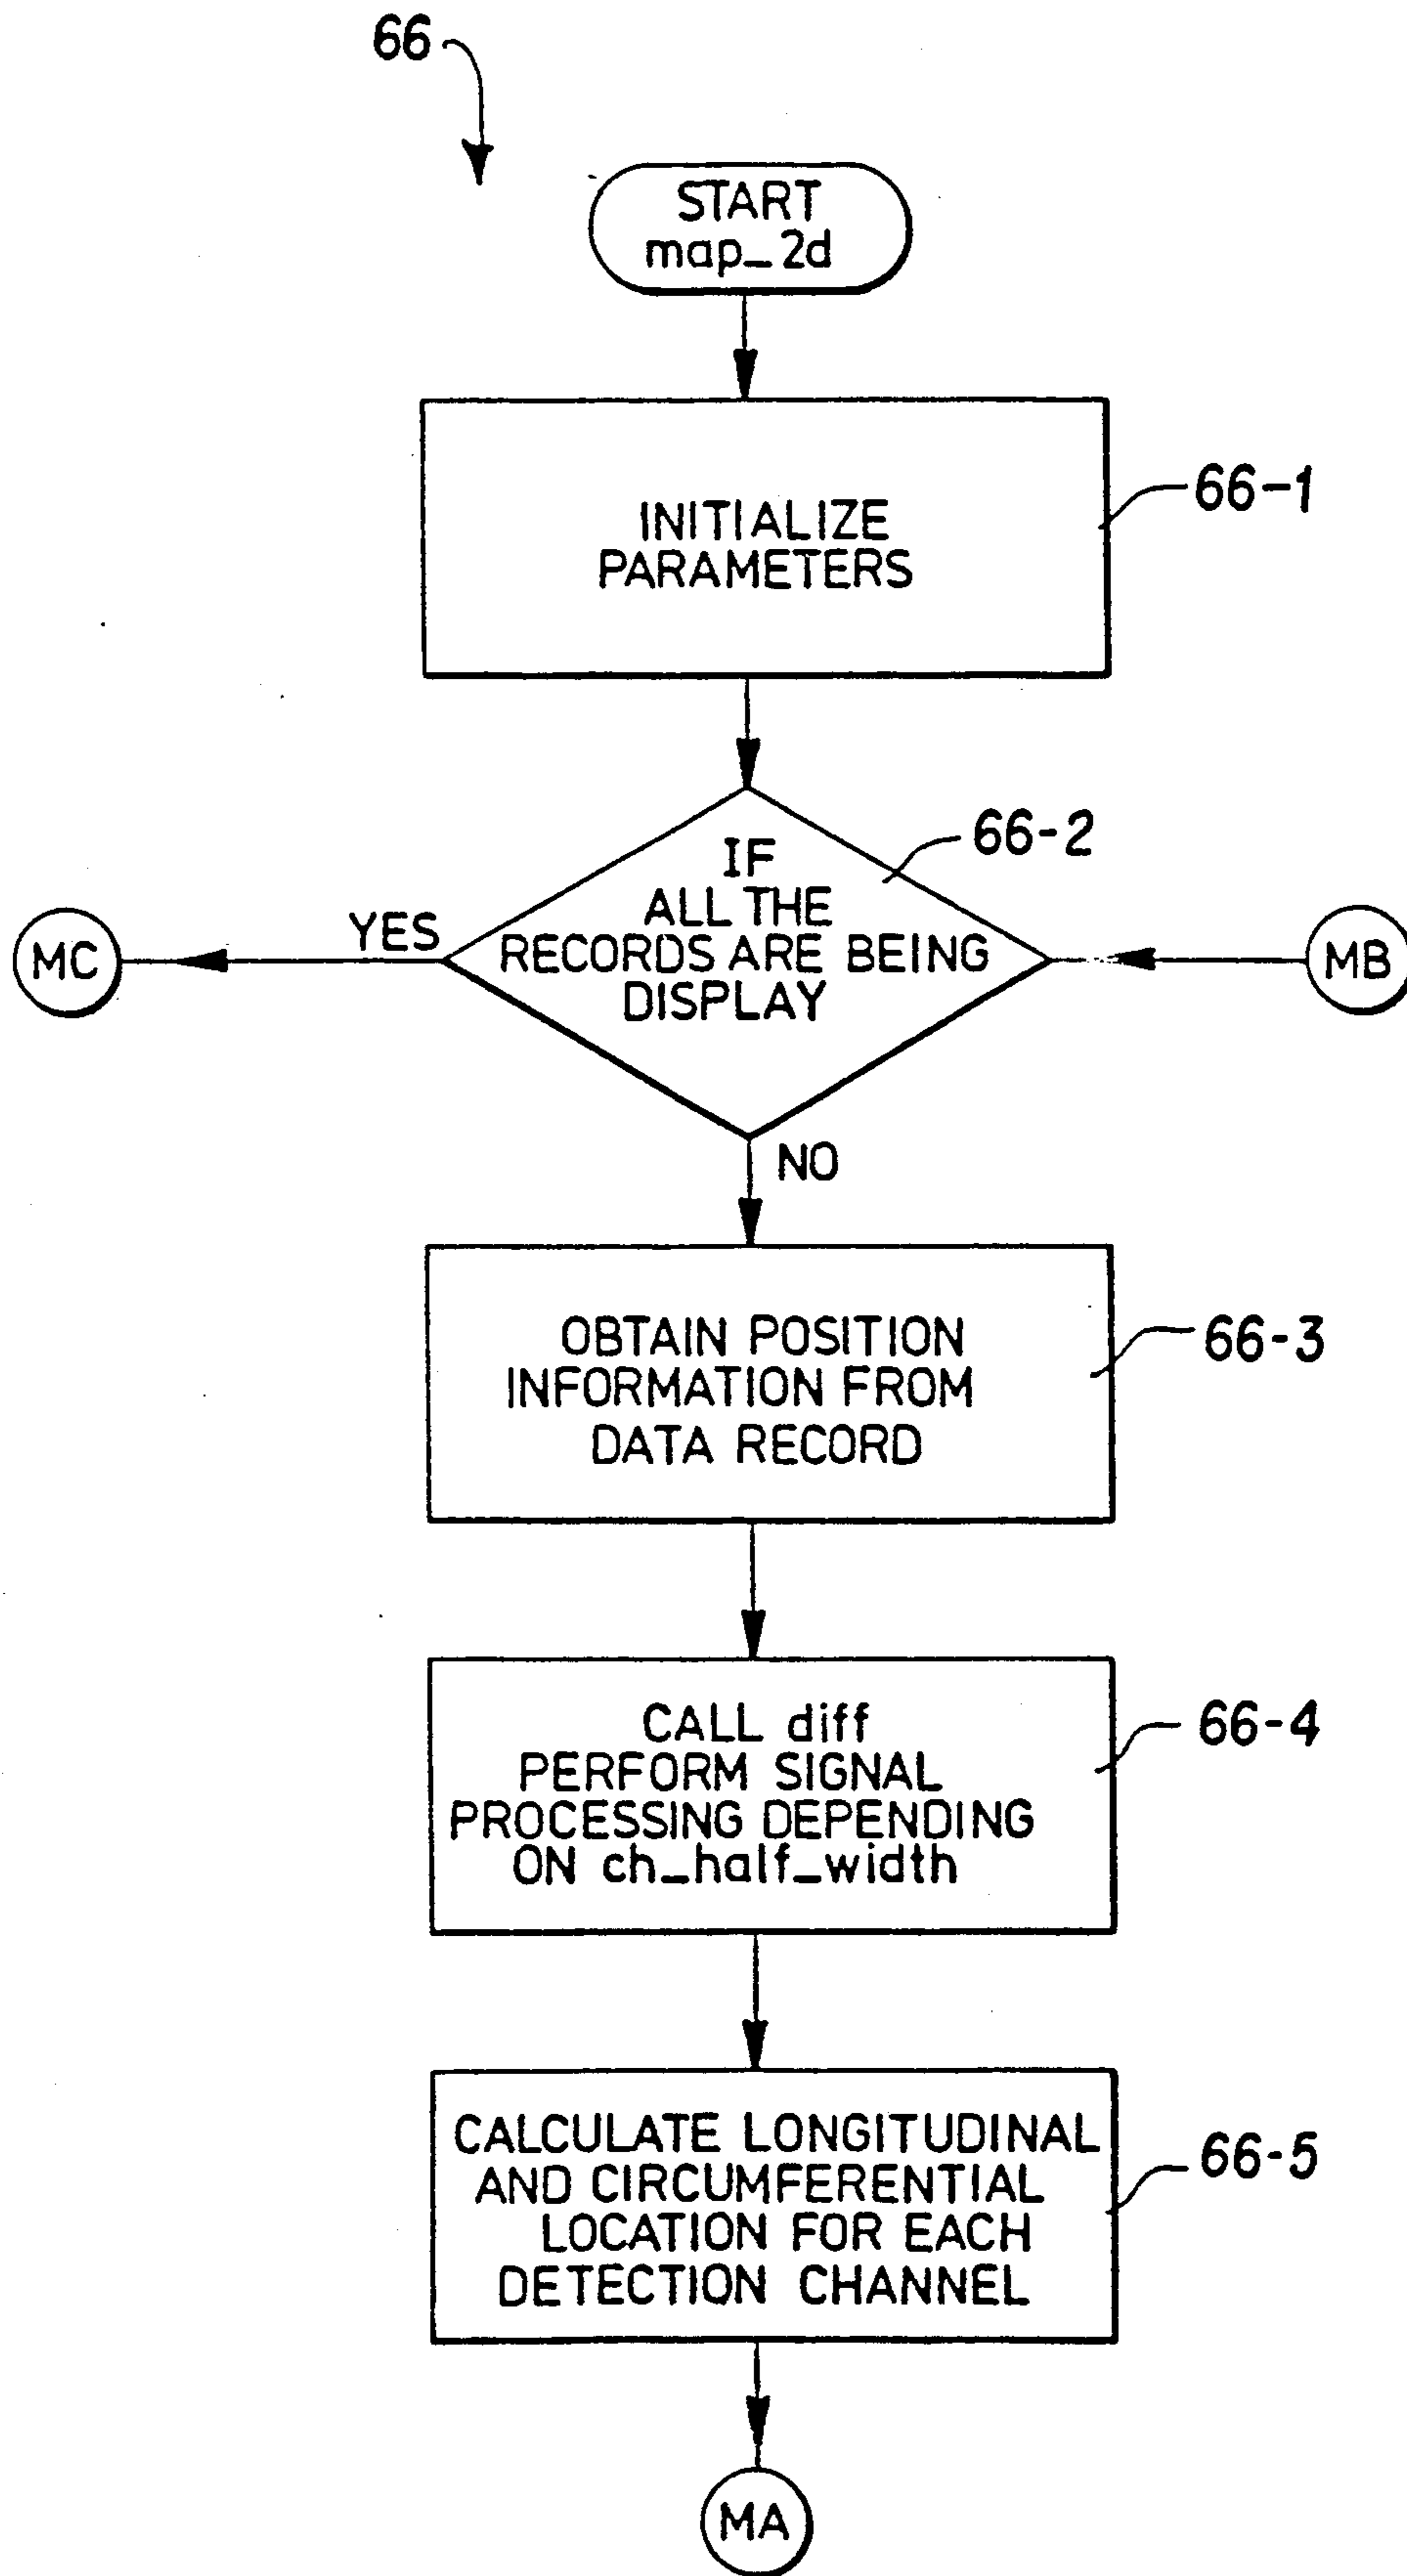 66
START
map_2d
INITIALIZE
PARAMETERS
66-1
66-2
IF
ALL THE
RECORDS ARE BEING
DISPLAY
YES
MC
MB
NO
OBTAIN POSITION
INFORMATION FROM
DATA RECORD
66-3
CALL diff
PERFORM SIGNAL
PROCESSING DEPENDING
ON ch_half_width
66-4
CALCULATE LONGITUDINAL
AND CIRCUMFERENTIAL
LOCATION FOR EACH
DETECTION CHANNEL
66-5
MA